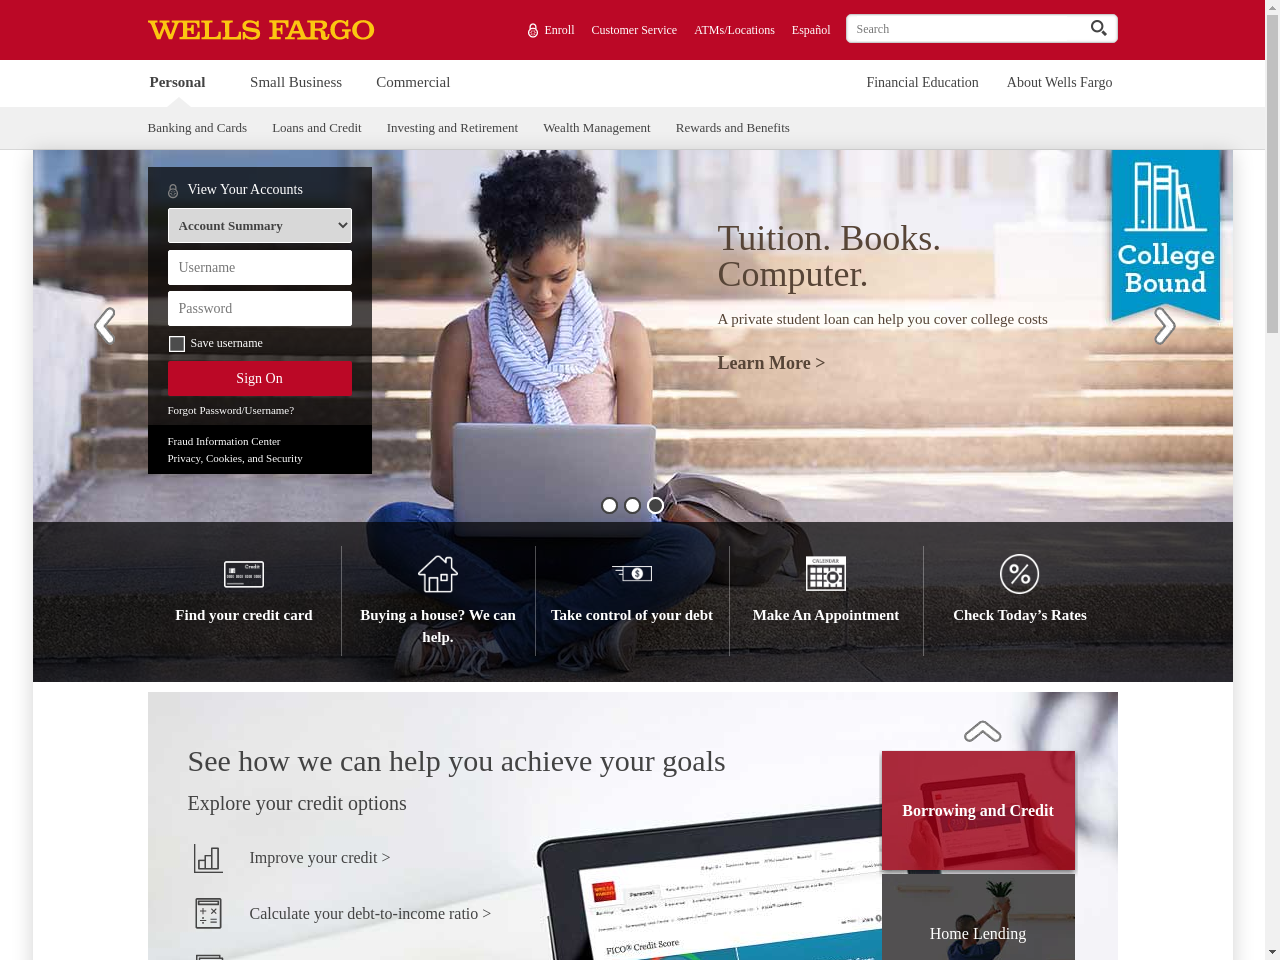 WELLS FARGO
Enroll
Customer Service
ATMs/Locations
Español
Search
Personal
Small Business
Commercial
Financial Education
About Wells Fargo
Banking and Cards
Loans and Credit
Investing and Retirement
Wealth Management
Rewards and Benefits
View Your Accounts
Account Summary
Username
Password
Save username
Sign On
Forgot Password/Username?
Fraud Information Center
Privacy, Cookies, and Security
Tuition. Books.
Computer.
A private student loan can help you cover college costs
Learn More >
College
Bound
Credit
Find your credit card
Buying a house? We can
help.
$
Take control of your debt
CALENDAR
Make An Appointment
%
Check Today’s Rates
See how we can help you achieve your goals
Explore your credit options
Improve your credit >
Calculate your debt-to-income ratio >
Personal
FICO® Credit Score
Borrowing and Credit
Home Lending